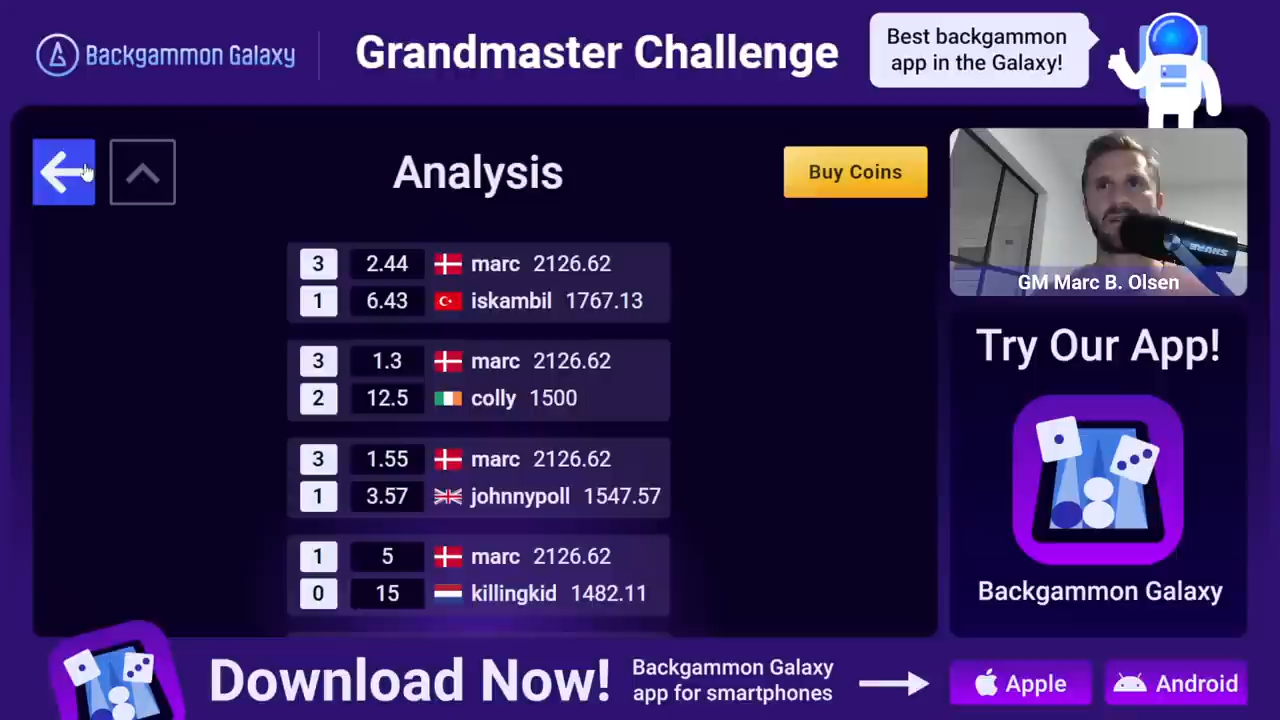 Backgammon Galaxy
Grandmaster Challenge
Best backgammon
app in the Galaxy!
Analysis
Buy Coins
3 2.44 marc 2126.62
1 6.43 iskambil 1767.13
3 1.3 marc 2126.62
2 12.5 colly 1500
3 1.55 marc 2126.62
1 3.57 johnnypoll 1547.57
1 5 marc 2126.62
0 15 killingkid 1482.11
SHURE
GM Marc B. Olsen
Try Our App!
Backgammon Galaxy
Download Now!
Backgammon Galaxy
app for smartphones
Apple
Android